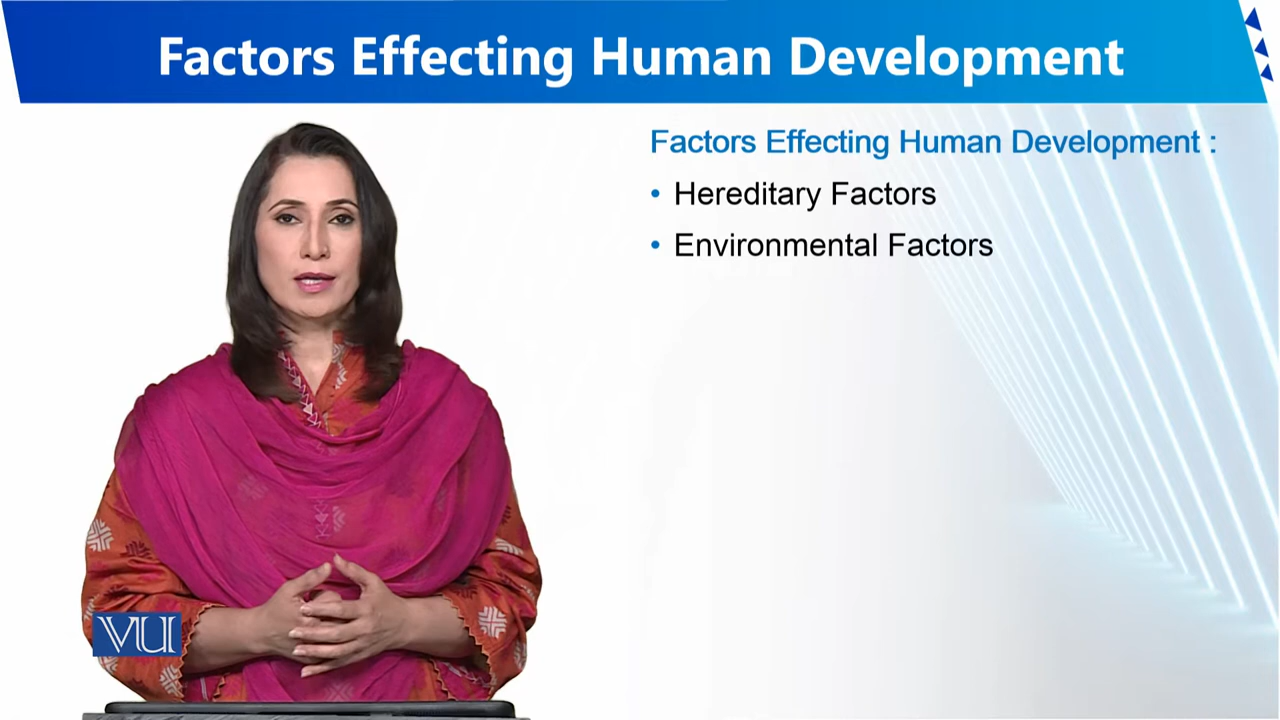 Factors Effecting Human Development
Factors Effecting Human Development :
• Hereditary Factors
• Environmental Factors
VU